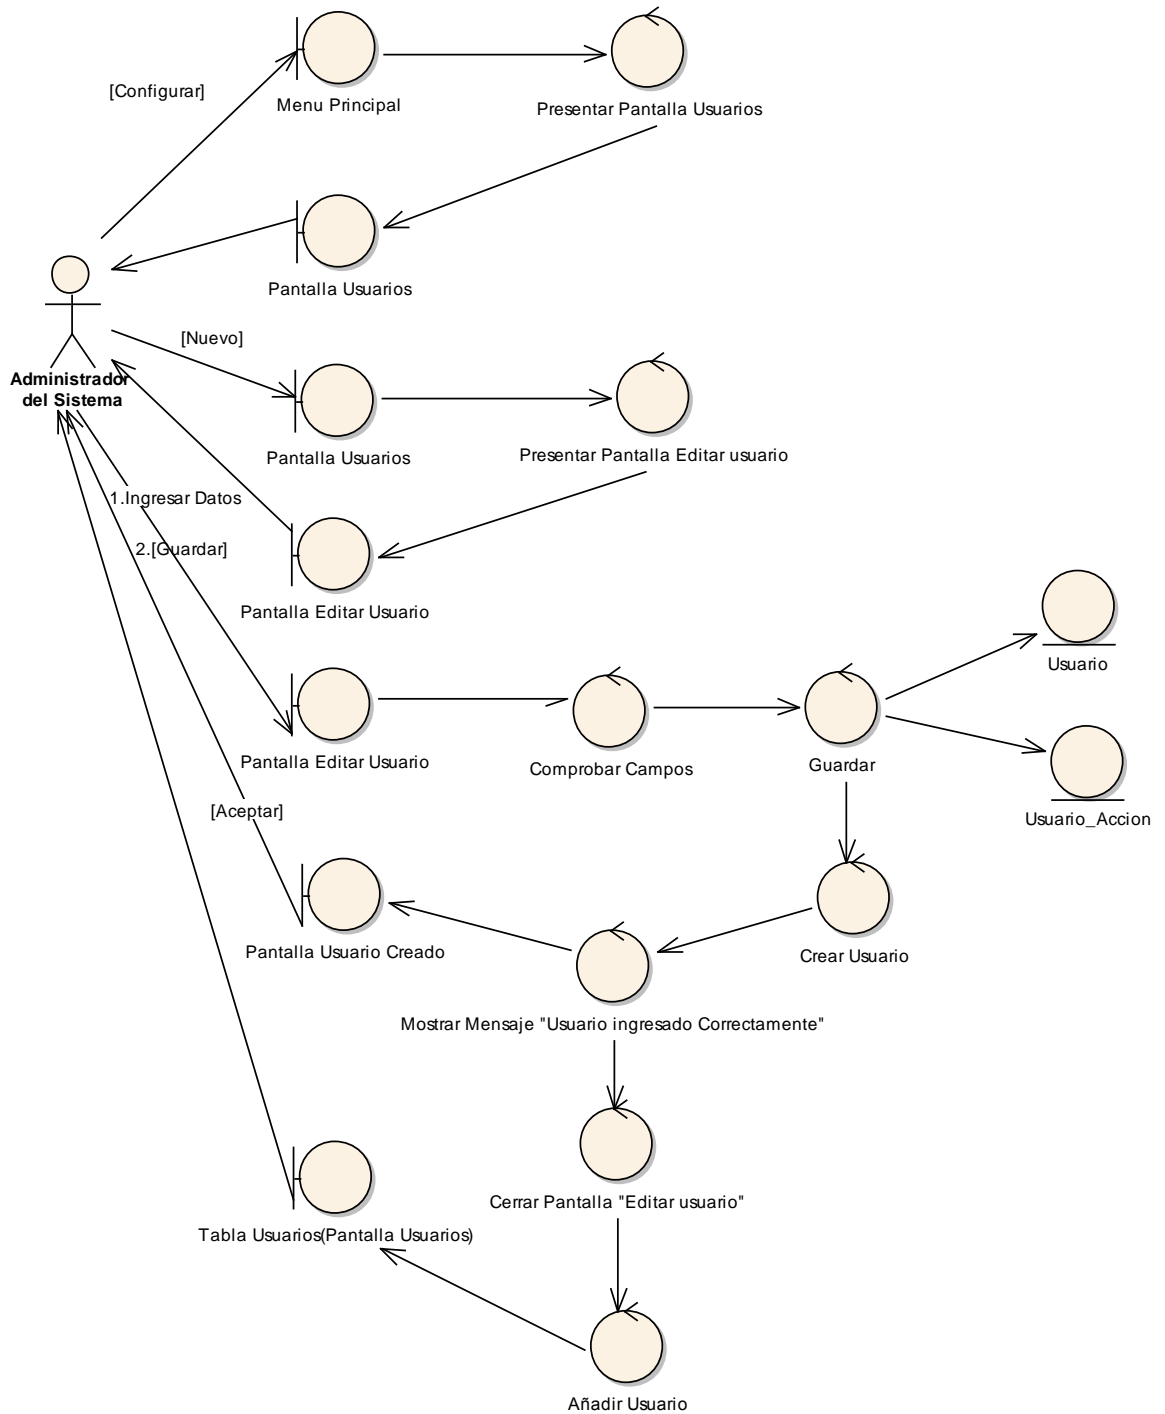 [Configurar]
Menu Principal
Presentar Pantalla Usuarios
Pantalla Usuarios
[Nuevo]
Administrador
del Sistema
Pantalla Usuarios
Presentar Pantalla Editar usuario
1.Ingresar Datos
2.[Guardar]
Pantalla Editar Usuario
Usuario
Pantalla Editar Usuario
Comprobar Campos
Guardar
Usuario_Accion
[Aceptar]
Pantalla Usuario Creado
Crear Usuario
Mostrar Mensaje "Usuario ingresado Correctamente"
Cerrar Pantalla "Editar usuario"
Tabla Usuarios(Pantalla Usuarios)
Añadir Usuario